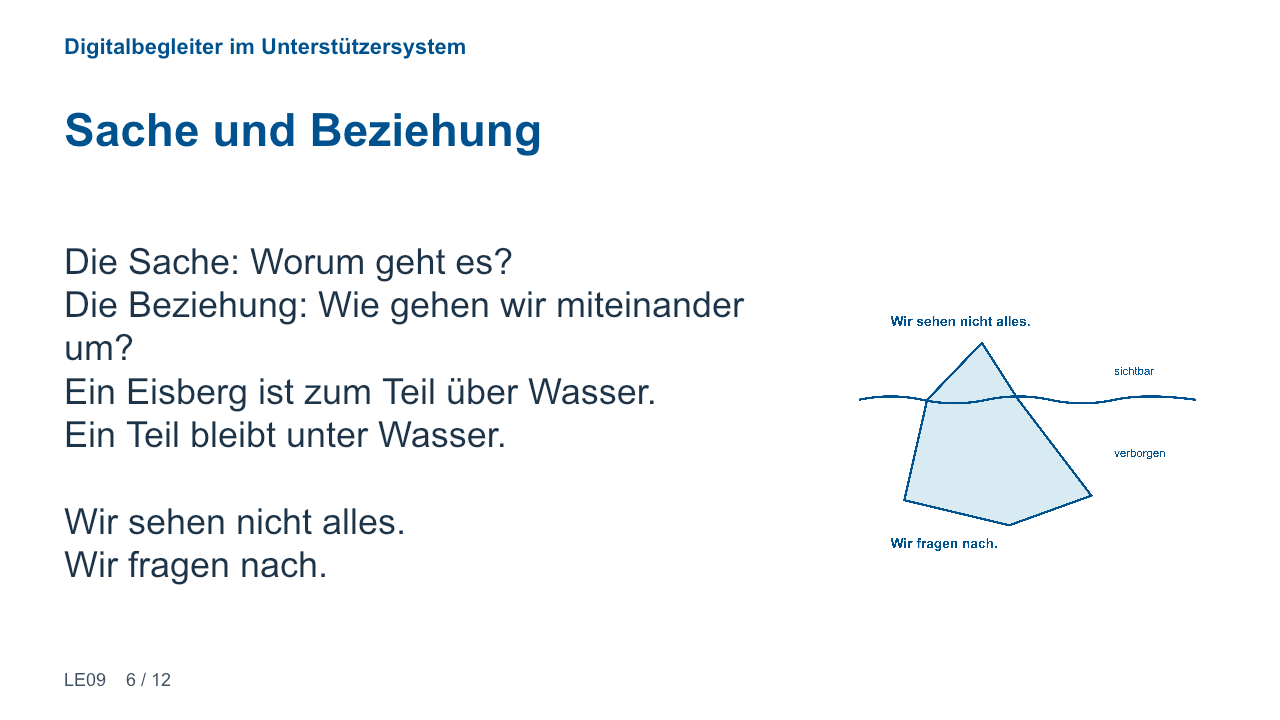 Digitalbegleiter im Unterstützersystem
Sache und Beziehung
Die Sache: Worum geht es?
Die Beziehung: Wie gehen wir miteinander
um?
Ein Eisberg ist zum Teil über Wasser.
Ein Teil bleibt unter Wasser.
Wir sehen nicht alles.
Wir fragen nach.
Wir sehen nicht alles.
sichtbar
verborgen
Wir fragen nach.
LE09 6 / 12